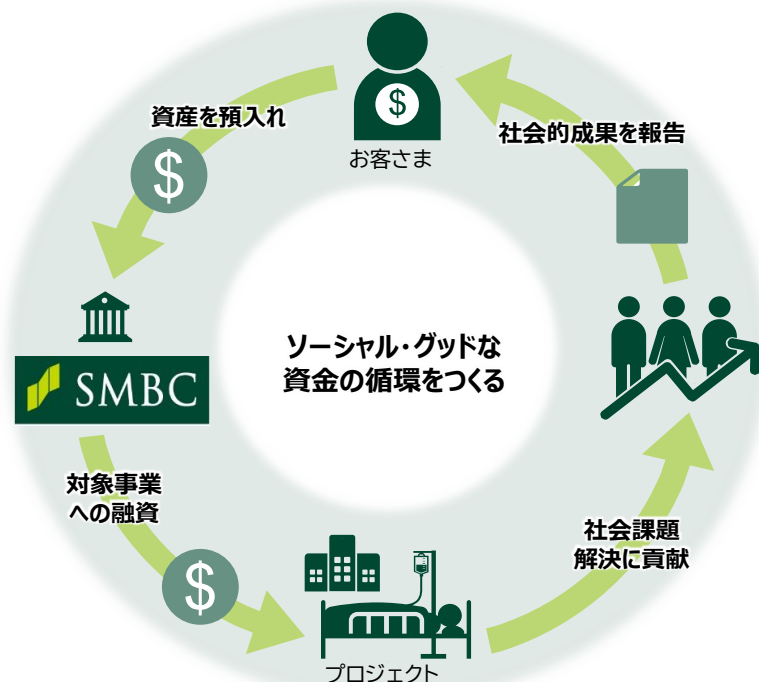 資産を預入れ
$
$
お客さま
社会的成果を報告
ソーシャル・グッドな
資金の循環をつくる
SMBC
対象事業
への融資
$
社会課題
解決に貢献
プロジェクト